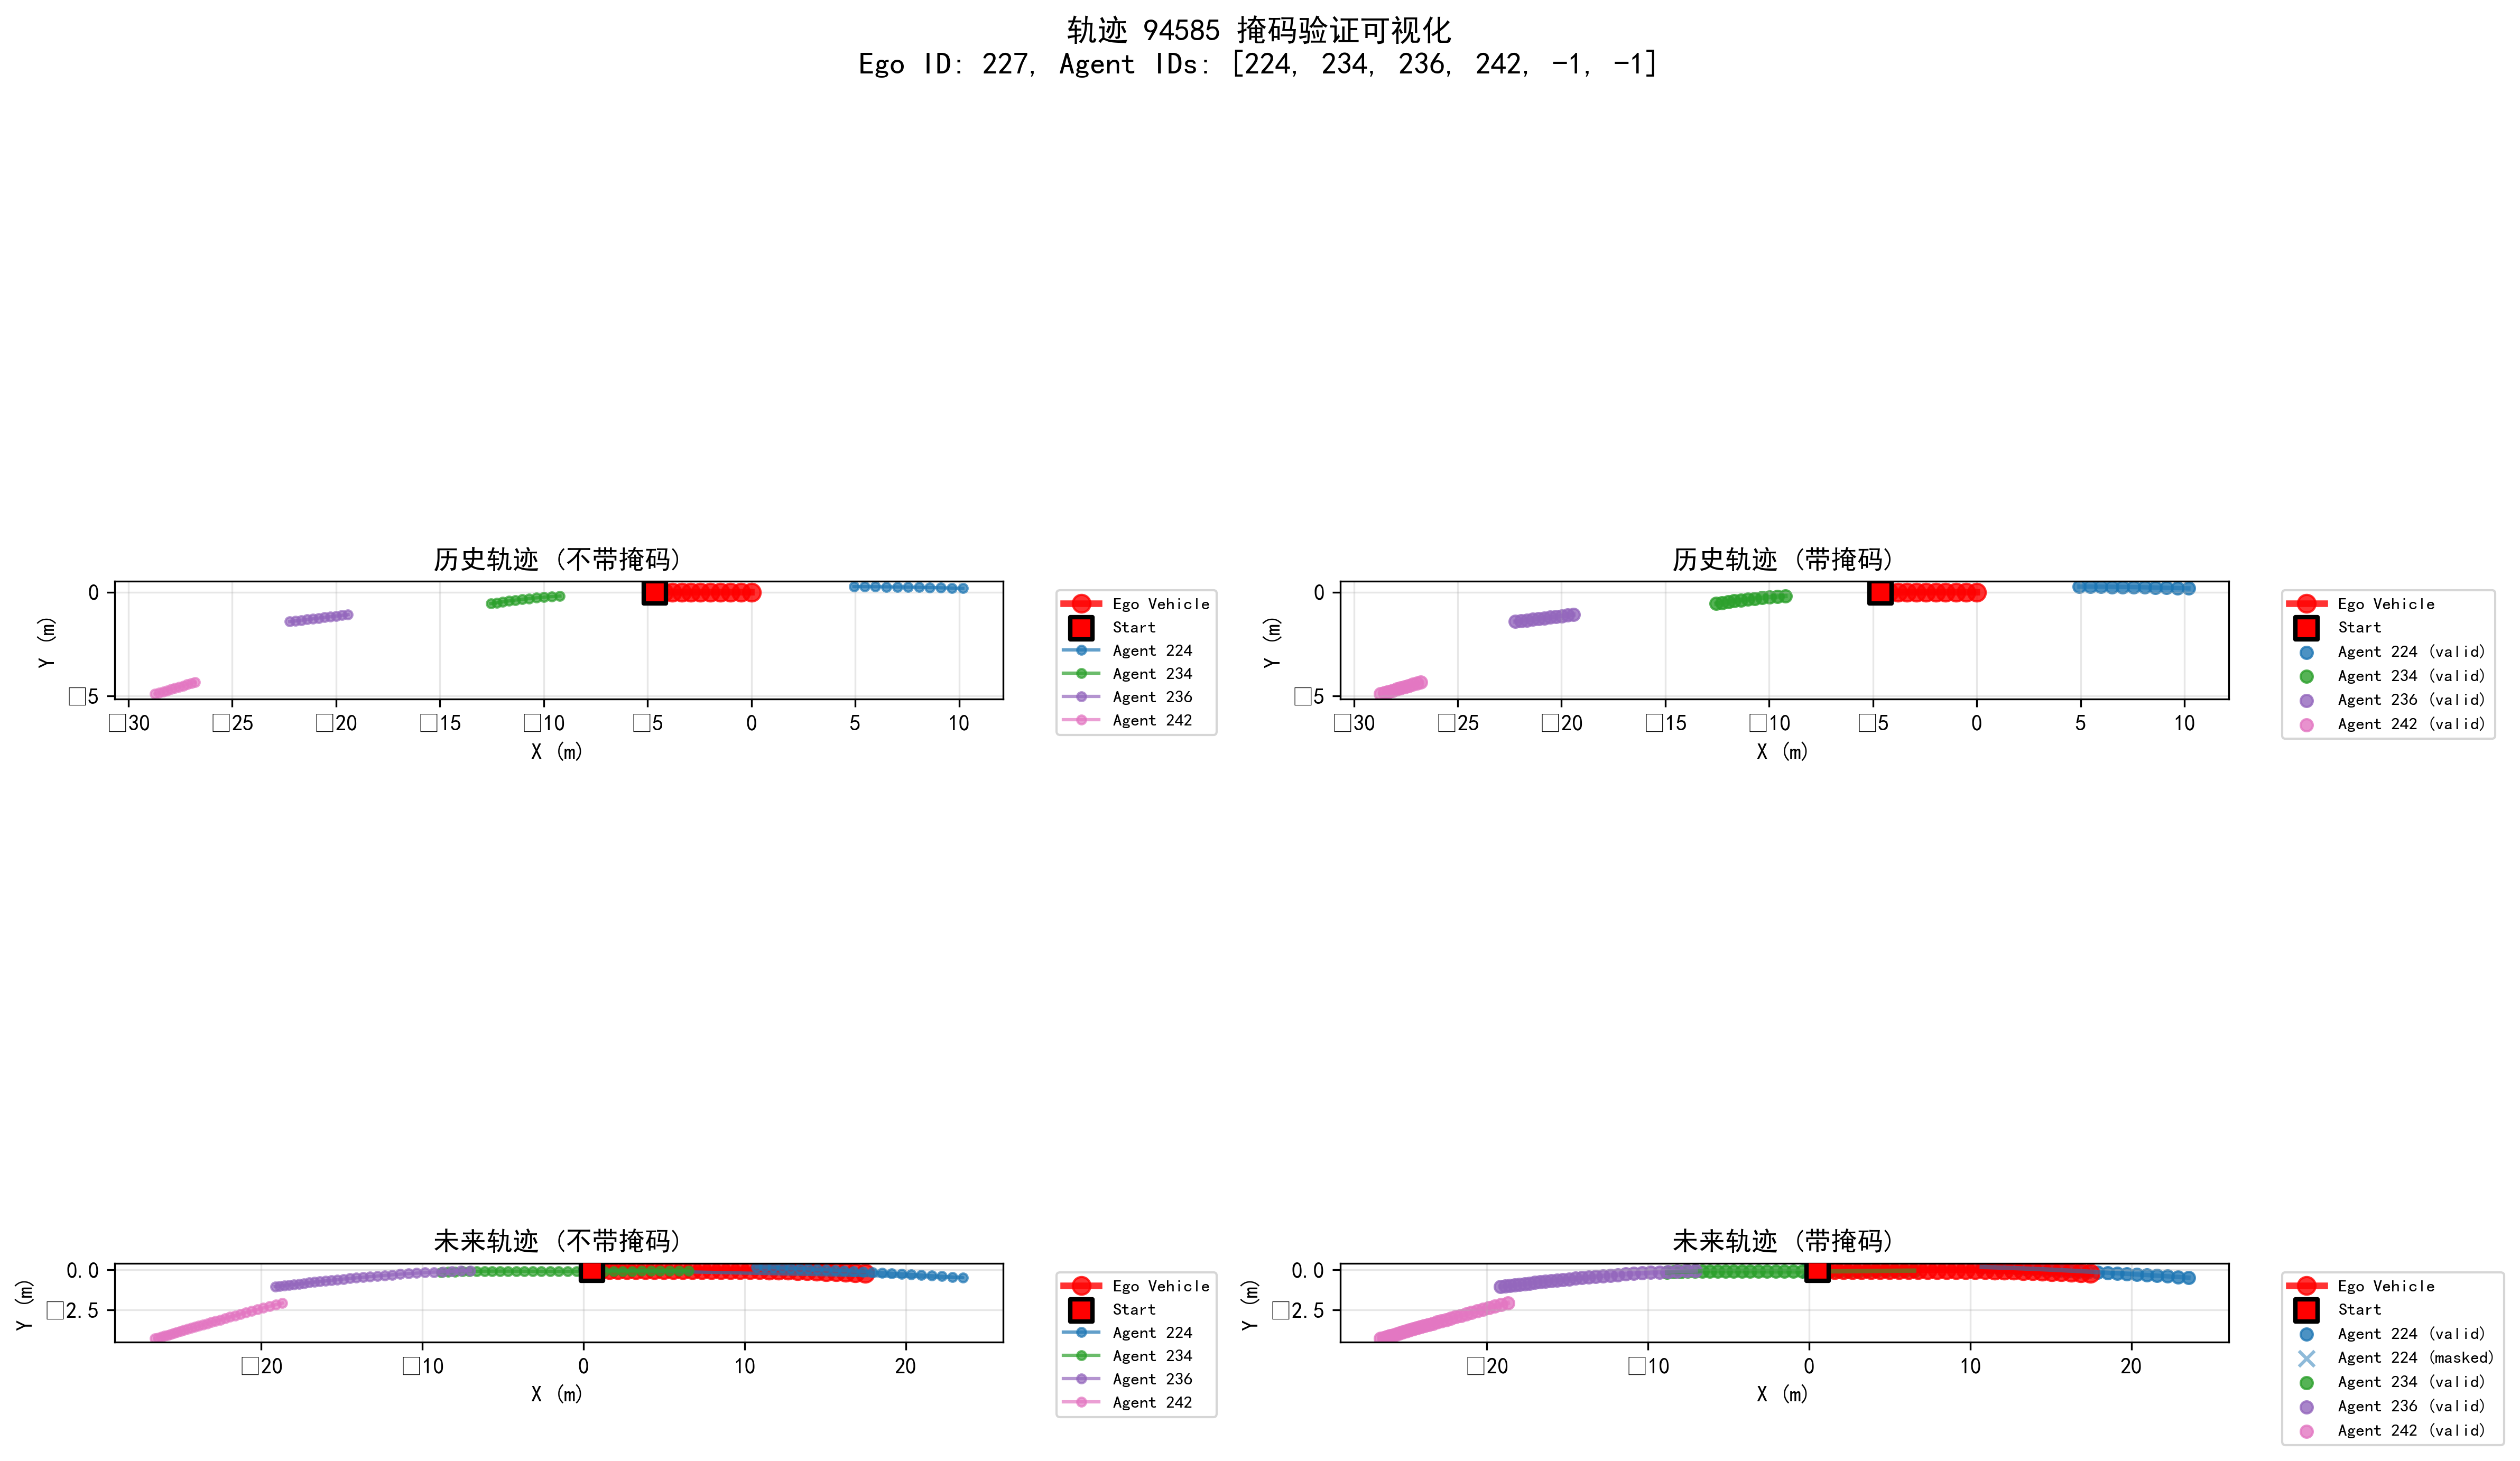 轨迹 94585 掩码验证可视化
Ego ID: 227, Agent IDs: [224, 234, 236, 242, −1, −1]
历史轨迹 (不带掩码)
Y (m)
0
□5
□30 □25 □20 □15 □10 □5 0 5 10
X (m)
Ego Vehicle
Start
Agent 224
Agent 234
Agent 236
Agent 242
历史轨迹 (带掩码)
Y (m)
0
□5
□30 □25 □20 □15 □10 □5 0 5 10
X (m)
Ego Vehicle
Start
Agent 224 (valid)
Agent 234 (valid)
Agent 236 (valid)
Agent 242 (valid)
未来轨迹 (不带掩码)
Y (m)
0.0
□2.5
□20 □10 0 10 20
X (m)
Ego Vehicle
Start
Agent 224
Agent 234
Agent 236
Agent 242
未来轨迹 (带掩码)
Y (m)
0.0
□2.5
□20 □10 0 10 20
X (m)
Ego Vehicle
Start
Agent 224 (valid)
Agent 224 (masked)
Agent 234 (valid)
Agent 236 (valid)
Agent 242 (valid)